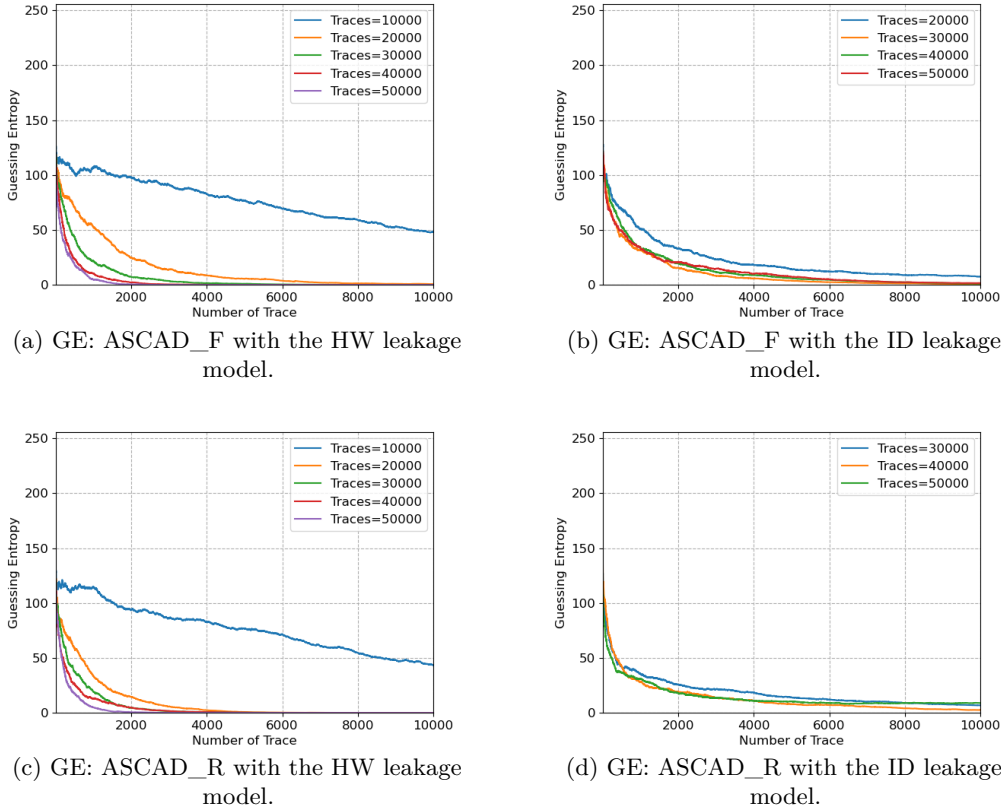 250
200
150
100
50
0
Guessing Entropy
Traces=10000
Traces=20000
Traces=30000
Traces=40000
Traces=50000
2000 4000 6000 8000 10000
Number of Trace
(a) GE: ASCAD_F with the HW leakage
model.
250
200
150
100
50
0
Guessing Entropy
Traces=20000
Traces=30000
Traces=40000
Traces=50000
2000 4000 6000 8000 10000
Number of Trace
(b) GE: ASCAD_F with the ID leakage
model.
250
200
150
100
50
0
Guessing Entropy
Traces=10000
Traces=20000
Traces=30000
Traces=40000
Traces=50000
2000 4000 6000 8000 10000
Number of Trace
(c) GE: ASCAD_R with the HW leakage
model.
250
200
150
100
50
0
Guessing Entropy
Traces=30000
Traces=40000
Traces=50000
2000 4000 6000 8000 10000
Number of Trace
(d) GE: ASCAD_R with the ID leakage
model.